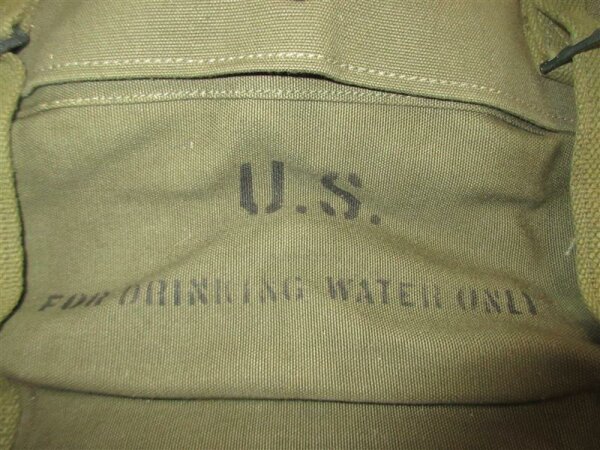 U.S.
FOR DRINKING WATER ONLY